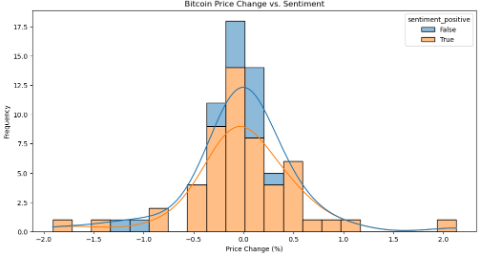 Bitcoin Price Change vs. Sentiment
sentiment_positive
False
True
17.5
15.0
12.5
10.0
7.5
5.0
2.5
0.0
Frequency
−2.0 −1.5 −1.0 −0.5 0.0 0.5 1.0 1.5 2.0
Price Change (%)